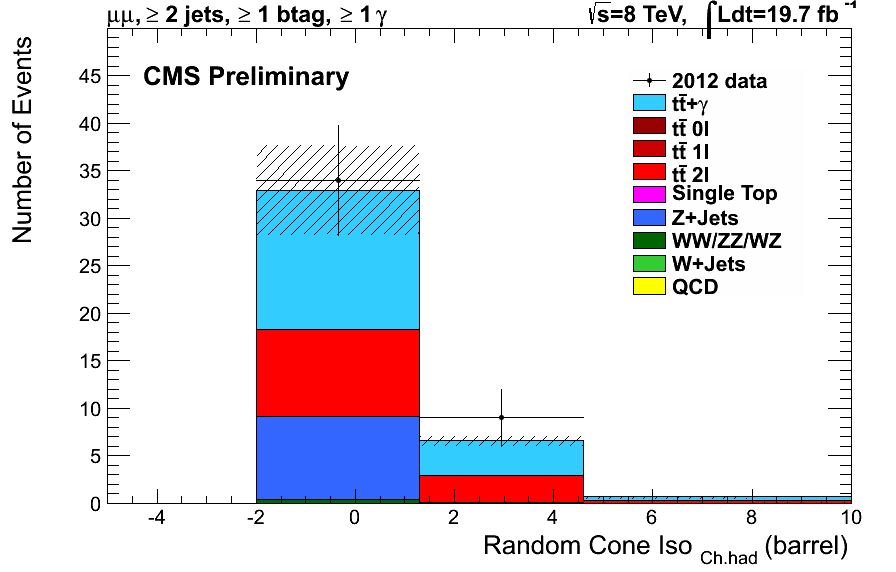 μμ, ≥ 2 jets, ≥ 1 btag, ≥ 1 γ
√s=8 TeV, ∫Ldt=19.7 fb⁻¹
CMS Preliminary
2012 data
tt̄+γ
tt̄ 0l
tt̄ 1l
tt̄ 2l
Single Top
Z+Jets
WW/ZZ/WZ
W+Jets
QCD
Number of Events
45
40
35
30
25
20
15
10
5
0
-4 -2 0 2 4 6 8 10
Random Cone Iso Ch.had (barrel)